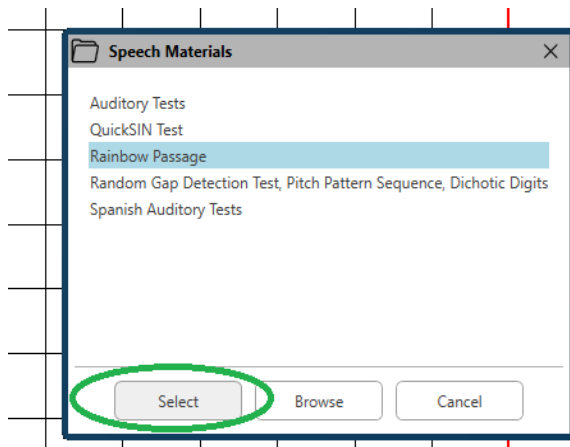 Speech Materials
Auditory Tests
QuickSIN Test
Rainbow Passage
Random Gap Detection Test, Pitch Pattern Sequence, Dichotic Digits
Spanish Auditory Tests
Select Browse Cancel